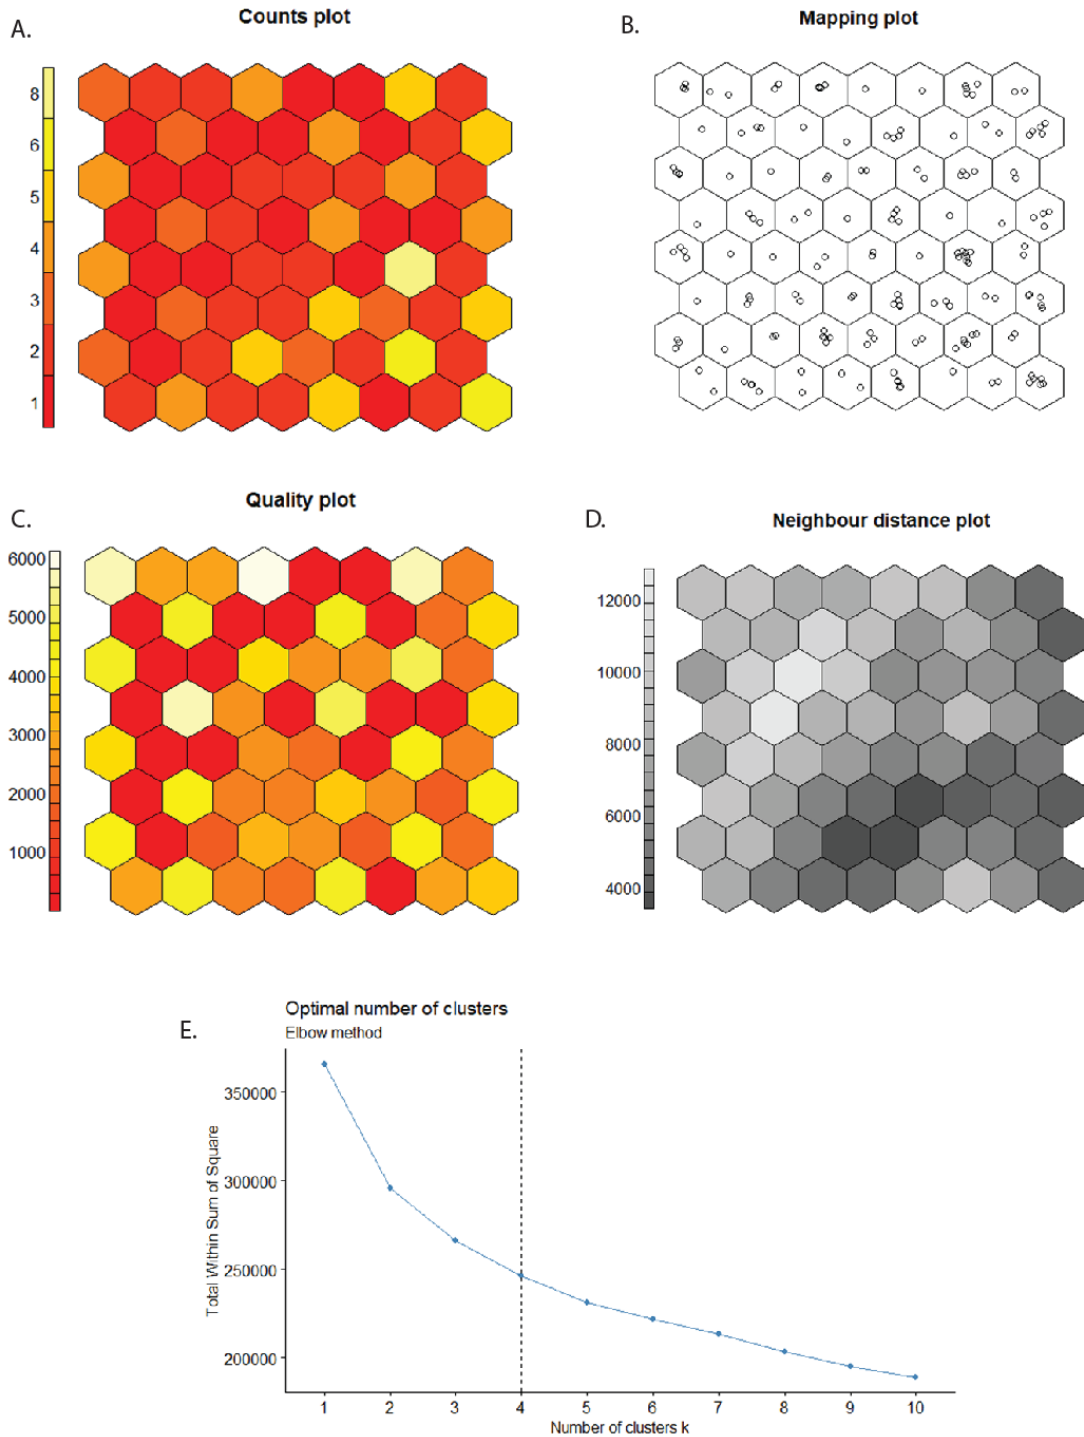 A.
Counts plot
8
6
5
4
3
2
1
B.
Mapping plot
C.
Quality plot
6000
5000
4000
3000
2000
1000
D.
Neighbour distance plot
12000
10000
8000
6000
4000
E.
Optimal number of clusters
Elbow method
Total Within Sum of Square
350000
300000
250000
200000
1 2 3 4 5 6 7 8 9 10
Number of clusters k